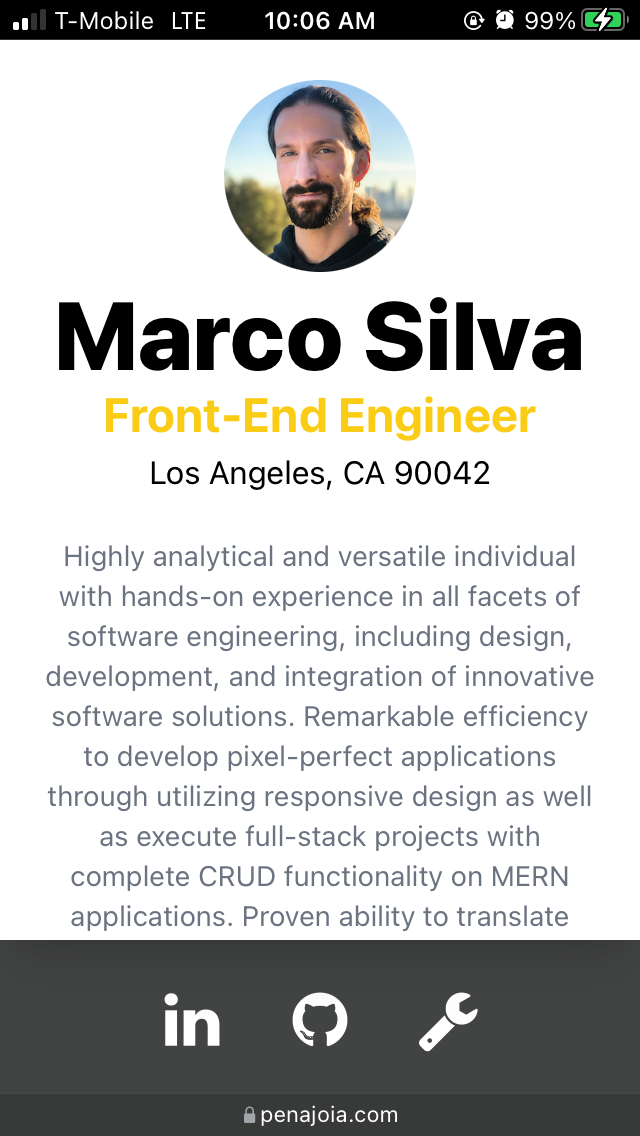 T-Mobile LTE 10:06 AM 99%
Marco Silva
Front-End Engineer
Los Angeles, CA 90042
Highly analytical and versatile individual
with hands-on experience in all facets of
software engineering, including design,
development, and integration of innovative
software solutions. Remarkable efficiency
to develop pixel-perfect applications
through utilizing responsive design as well
as execute full-stack projects with
complete CRUD functionality on MERN
applications. Proven ability to translate
in
penajoia.com